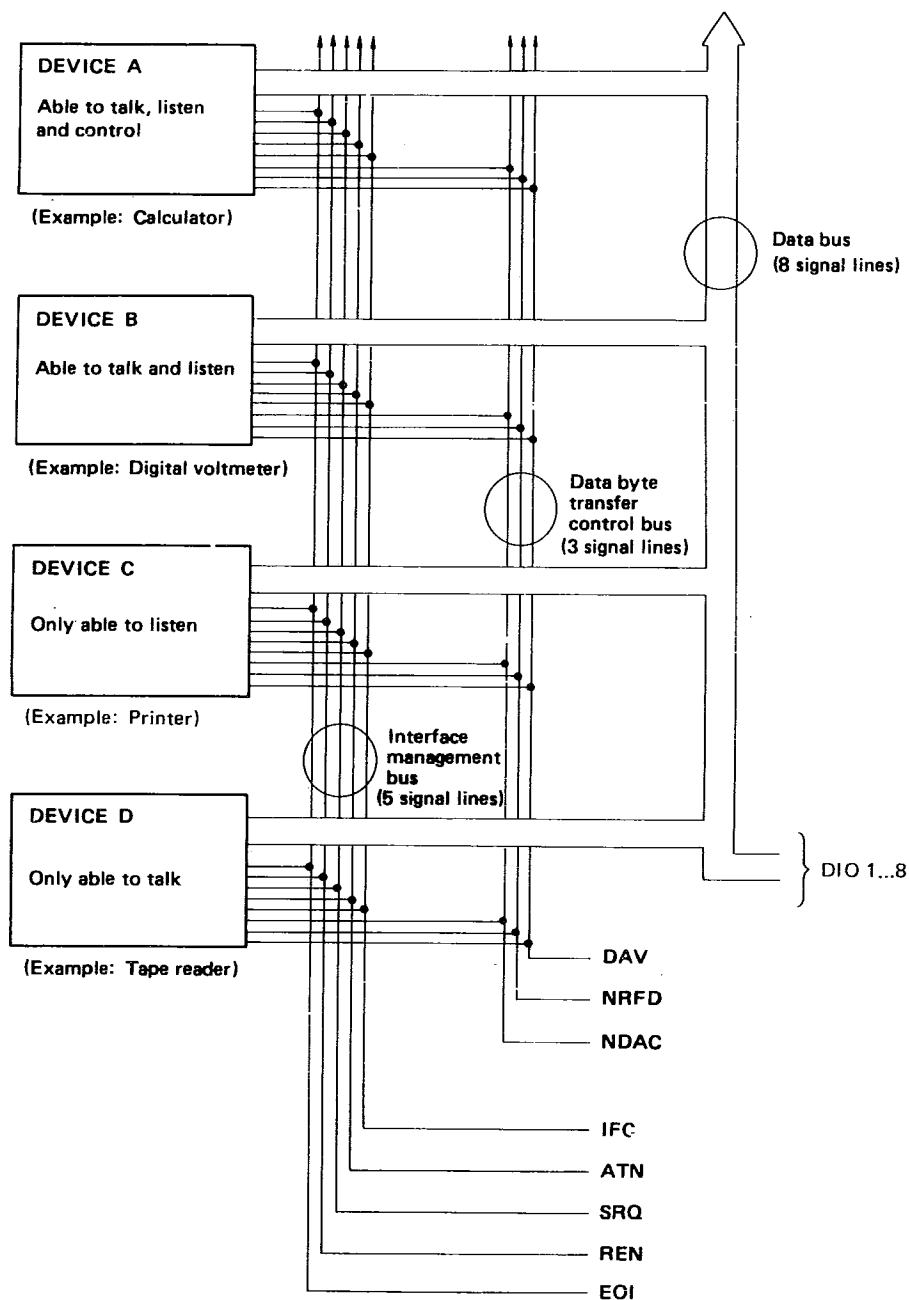 DEVICE A
Able to talk, listen
and control
(Example: Calculator)
Data bus
(8 signal lines)
DEVICE B
Able to talk and listen
(Example: Digital voltmeter)
Data byte
transfer
control bus
(3 signal lines)
DEVICE C
Only able to listen
(Example: Printer)
Interface
management
bus
(5 signal lines)
DEVICE D
Only able to talk
(Example: Tape reader)
DIO 1...8
DAV
NRFD
NDAC
IFC
ATN
SRQ
REN
EOI